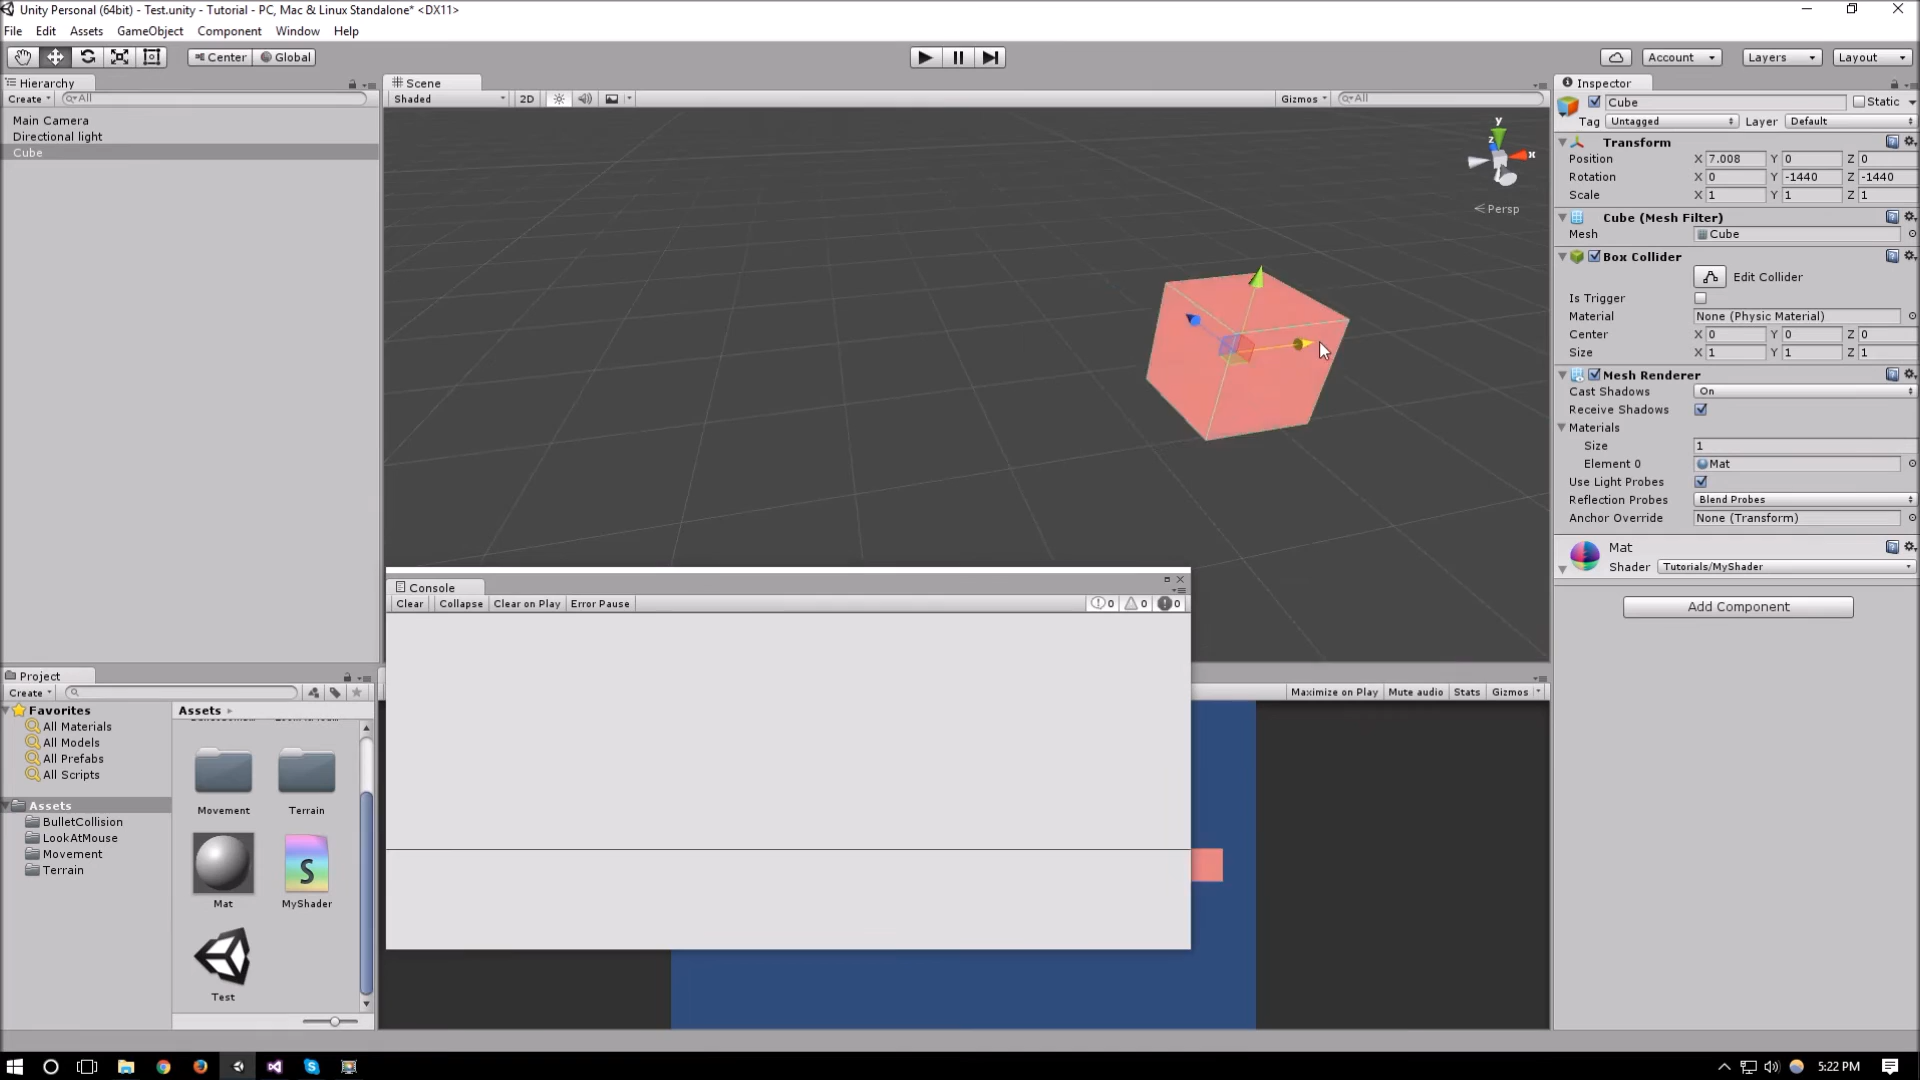 Unity Personal (64bit) - Test.unity - Tutorial - PC, Mac & Linux Standalone* <DX11>
File Edit Assets GameObject Component Window Help
Center Global Account Layers Layout
Hierarchy
Create All
Main Camera
Directional light
Cube
Scene
Shaded 2D Gizmos All
y
z
x
Persp
Inspector
Cube Static
Tag Untagged Layer Default
Transform
Position X 7.008 Y 0 Z 0
Rotation X 0 Y -1440 Z -1440
Scale X 1 Y 1 Z 1
Cube (Mesh Filter)
Mesh Cube
Box Collider
Edit Collider
Is Trigger
Material None (Physic Material)
Center X 0 Y 0 Z 0
Size X 1 Y 1 Z 1
Mesh Renderer
Cast Shadows On
Receive Shadows
Materials
Size 1
Element 0 Mat
Use Light Probes
Reflection Probes Blend Probes
Anchor Override None (Transform)
Mat
Shader Tutorials/MyShader
Add Component
Console
Clear Collapse Clear on Play Error Pause 0 0 0
Maximize on Play Mute audio Stats Gizmos
Project
Create
Favorites
All Materials
All Models
All Prefabs
All Scripts
Assets
BulletCollision
LookAtMouse
Movement
Terrain
Assets
Movement Terrain
S
Mat MyShader
Test
5:22 PM